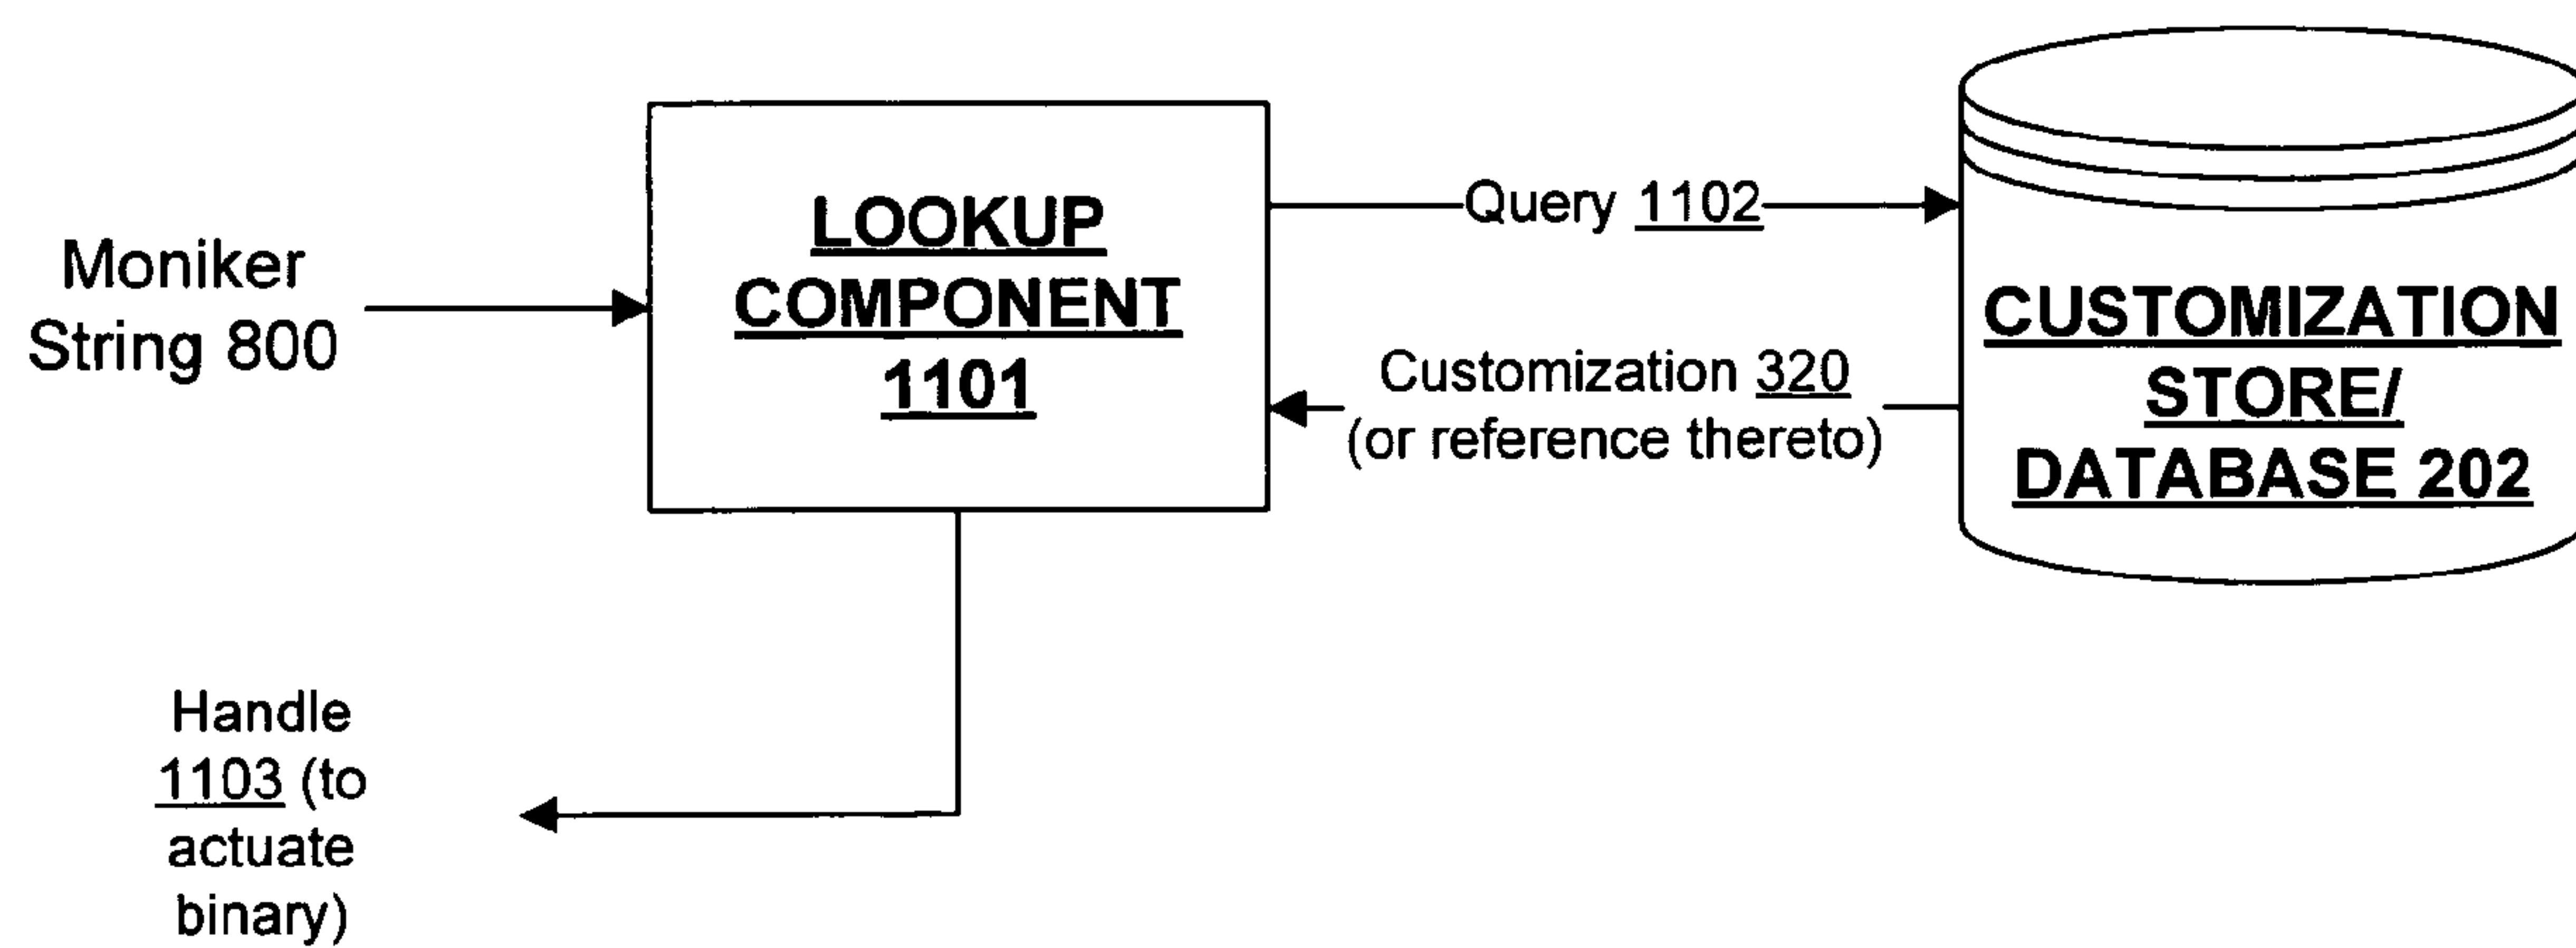 Moniker
String 800
LOOKUP
COMPONENT
1101
Query 1102
Customization 320
(or reference thereto)
CUSTOMIZATION
STORE/
DATABASE 202
Handle
1103 (to
actuate
binary)